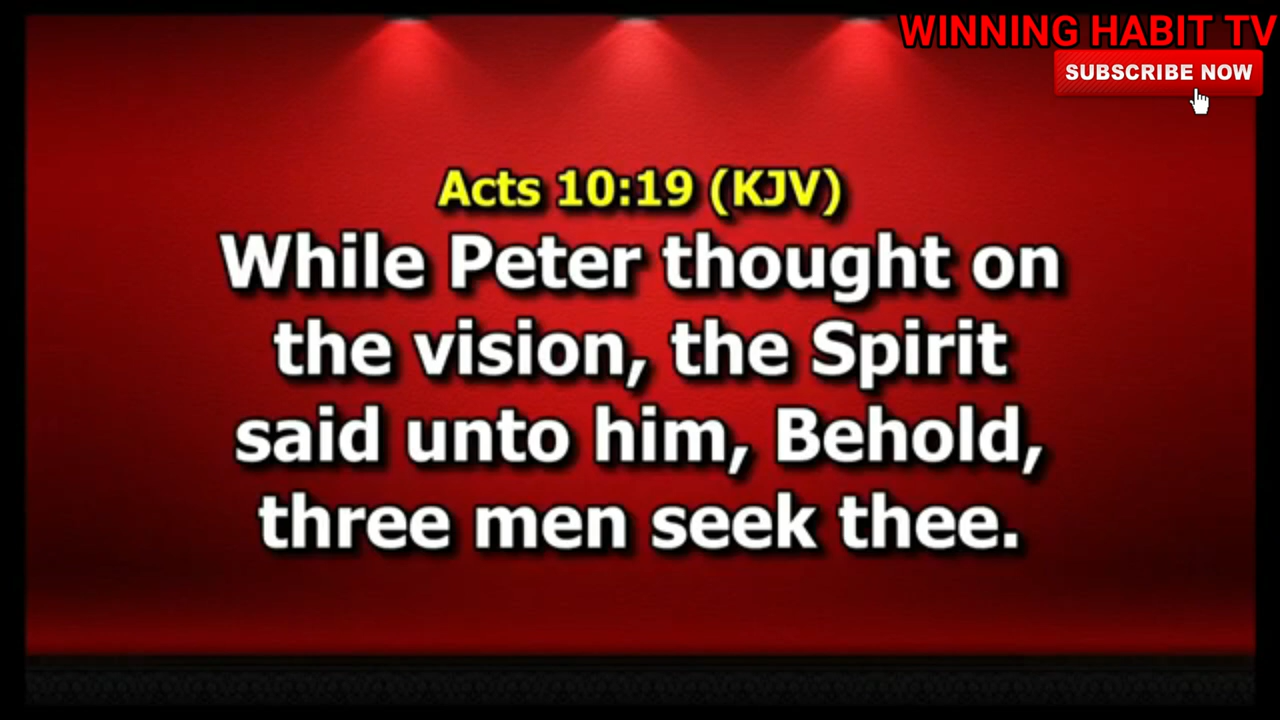 WINNING HABIT TV
SUBSCRIBE NOW
Acts 10:19 (KJV)
While Peter thought on
the vision, the Spirit
said unto him, Behold,
three men seek thee.